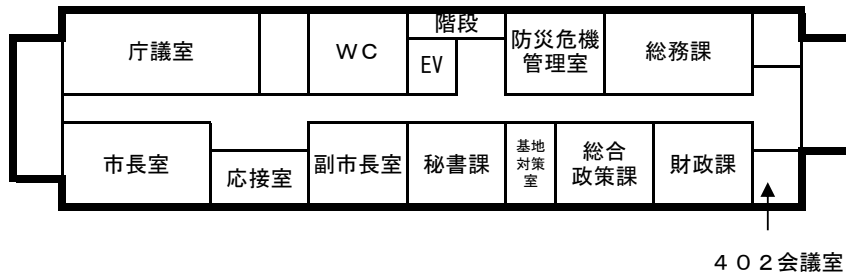 庁議室
ＷＣ
階段
EV
防災危機
管理室
総務課
市長室
応接室
副市長室
秘書課
基地
対策
室
総合
政策課
財政課
４０２会議室